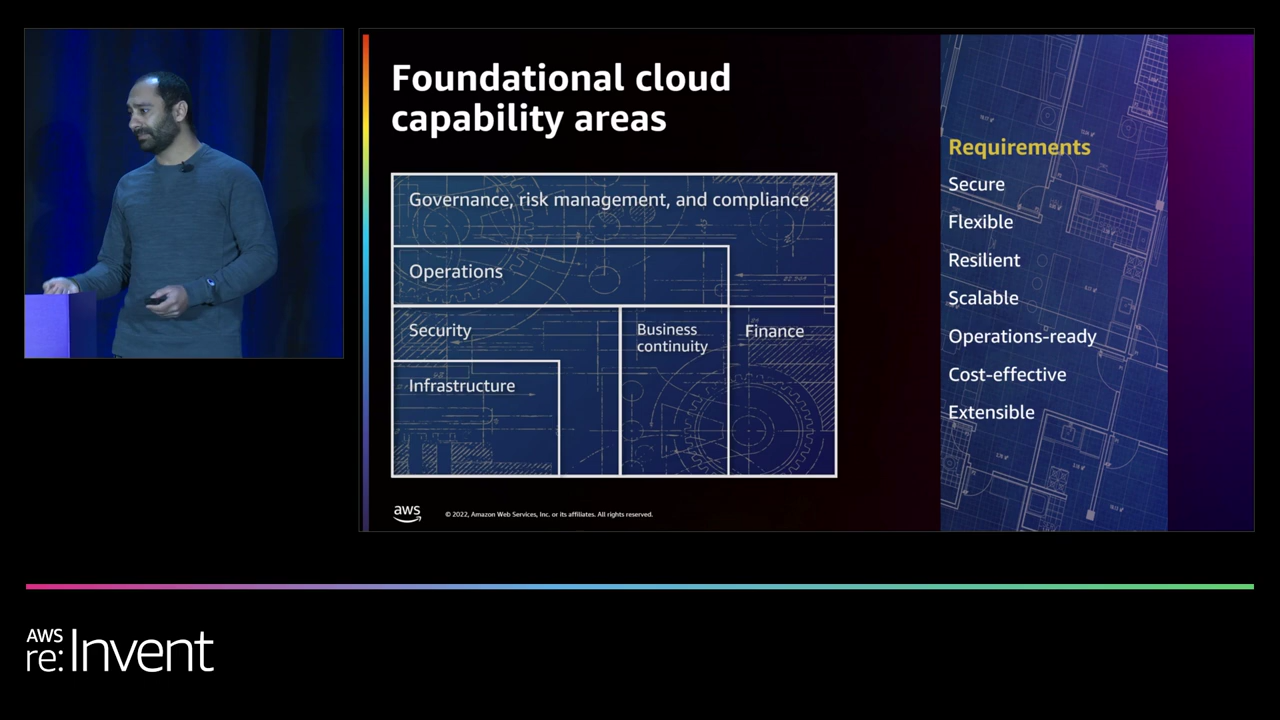 Foundational cloud
capability areas
Governance, risk management, and compliance
Operations
Security
Business
continuity
Finance
Infrastructure
Requirements
Secure
Flexible
Resilient
Scalable
Operations-ready
Cost-effective
Extensible
aws
© 2022, Amazon Web Services, Inc. or its affiliates. All rights reserved.
AWS
re:Invent